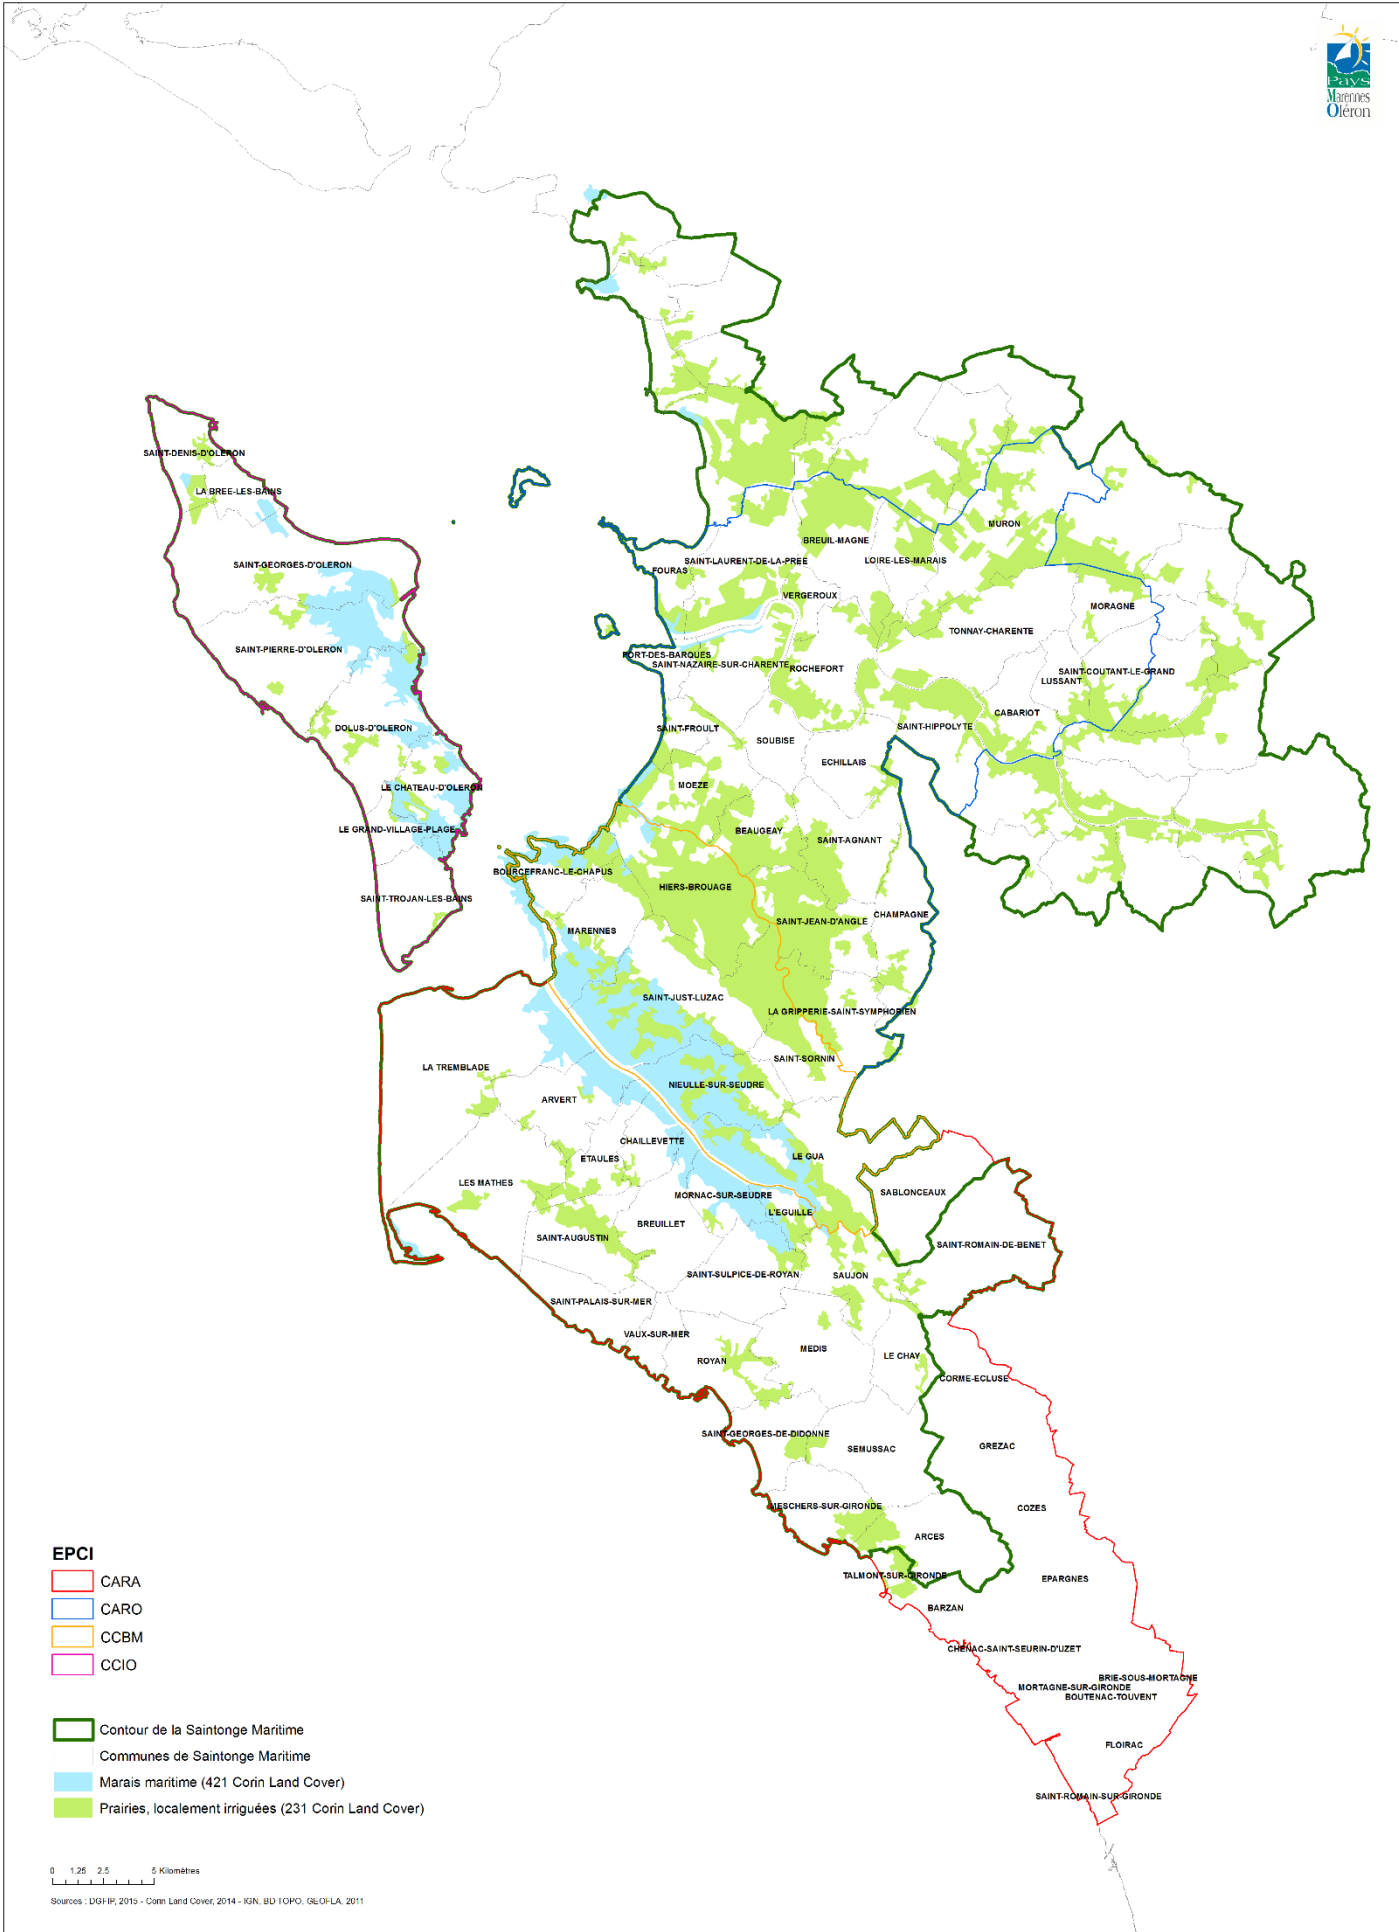 Pays
Marennes
Oléron
SAINT-DENIS-D'OLERON
LA BREE-LES-BAINS
MURON
BREUIL-MAGNE
SAINT-LAURENT-DE-LA-PREE
LOIRE-LES-MARAIS
SAINT-GEORGES-D'OLERON
FOURAS
VERGEROUX
MORAGNE
TONNAY-CHARENTE
SAINT-PIERRE-D'OLERON
PORT-DES-BARQUES
SAINT-NAZAIRE-SUR-CHARENTE
ROCHEFORT
SAINT-COUTANT-LE-GRAND
LUSSANT
CABARIOT
DOLUS-D'OLERON
SAINT-FROULT
SAINT-HIPPOLYTE
SOUBISE
ECHILLAIS
MOEZE
LE CHATEAU-D'OLERON
LE GRAND-VILLAGE-PLAGE
BEAUGEAY
SAINT-AGNANT
BOURCEFRANC-LE-CHAPUS
HIERS-BROUAGE
SAINT-TROJAN-LES-BAINS
CHAMPAGNE
SAINT-JEAN-D'ANGLE
MARENNES
SAINT-JUST-LUZAC
LA GRIPPERIE-SAINT-SYMPHORIEN
SAINT-SORNIN
LA TREMBLADE
NIEULLE-SUR-SEUDRE
ARVERT
CHAILLEVETTE
LE GUA
ETAULES
LES MATHES
SABLONCEAUX
MORNAC-SUR-SEUDRE
L'EGUILLE
BREUILLET
SAINT-AUGUSTIN
SAINT-ROMAIN-DE-BENET
SAINT-SULPICE-DE-ROYAN
SAUJON
SAINT-PALAIS-SUR-MER
VAUX-SUR-MER
MEDIS
LE CHAY
ROYAN
CORME-ECLUSE
SAINT-GEORGES-DE-DIDONNE
SEMUSSAC
GREZAC
MESCHERS-SUR-GIRONDE
COZES
ARCES
TALMONT-SUR-GIRONDE
EPARGNES
BARZAN
CHENAC-SAINT-SEURIN-D'UZET
BRIE-SOUS-MORTAGNE
MORTAGNE-SUR-GIRONDE
BOUTENAC-TOUVENT
FLOIRAC
SAINT-ROMAIN-SUR-GIRONDE
EPCI
CARA
CARO
CCBM
CCIO
Contour de la Saintonge Maritime
Communes de Saintonge Maritime
Marais maritime (421 Corin Land Cover)
Prairies, localement irriguées (231 Corin Land Cover)
0 1.25 2.5 5 Kilomètres
Sources : DGFIP, 2015 - Corin Land Cover, 2014 - IGN, BD TOPO, GEOFLA, 2011